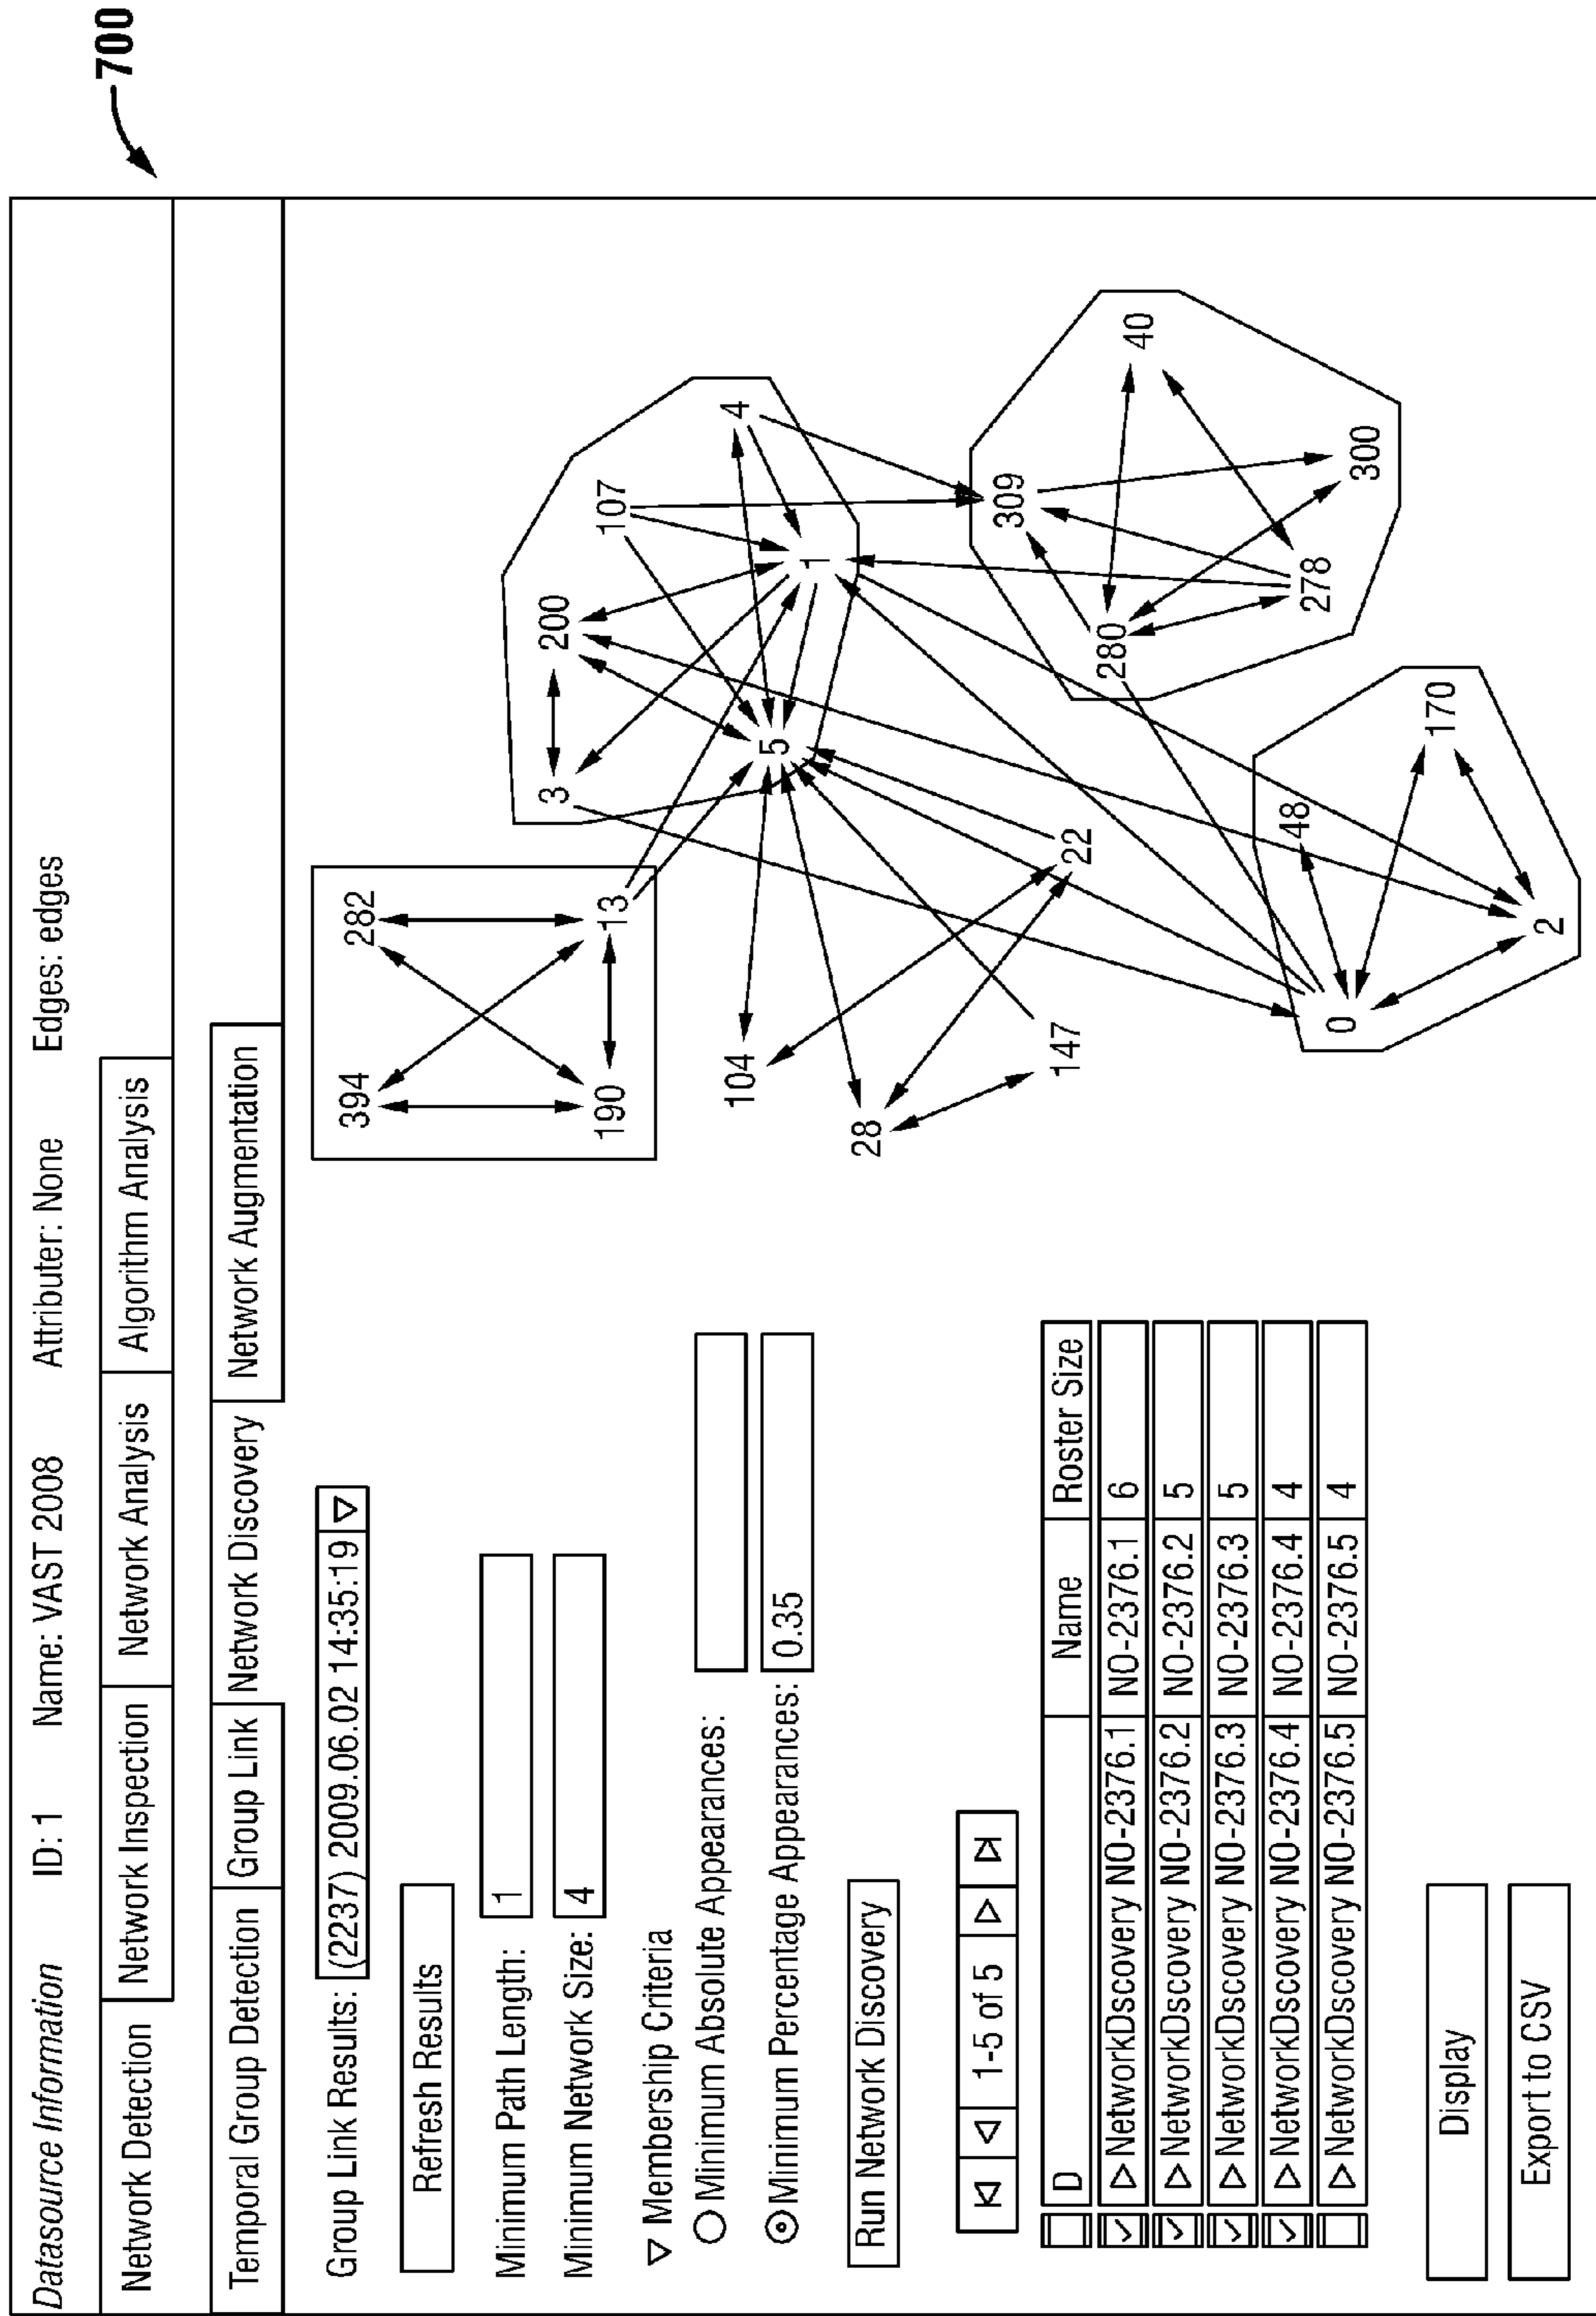 700
Datasource Information ID: 1 Name: VAST 2008 Attributer: None Edges: edges
Network Detection Network Inspection Network Analysis Algorithm Analysis
Temporal Group Detection Group Link Network Discovery Network Augmentation
Group Link Results: (2237) 2009.06.02 14:35:19
Refresh Results
Minimum Path Length: 1
Minimum Network Size: 4
Membership Criteria
Minimum Absolute Appearances:
Minimum Percentage Appearances: 0.35
Run Network Discovery
1-5 of 5
D Name Roster Size
NetworkDscovery NO-2376.1 NO-2376.1 6
NetworkDscovery NO-2376.2 NO-2376.2 5
NetworkDscovery NO-2376.3 NO-2376.3 5
NetworkDscovery NO-2376.4 NO-2376.4 4
NetworkDscovery NO-2376.5 NO-2376.5 4
Display
Export to CSV
394 282
190 13
3 200 107
104 5 4
28 1
147 22 309
280 40
0 48 278 300
170
2